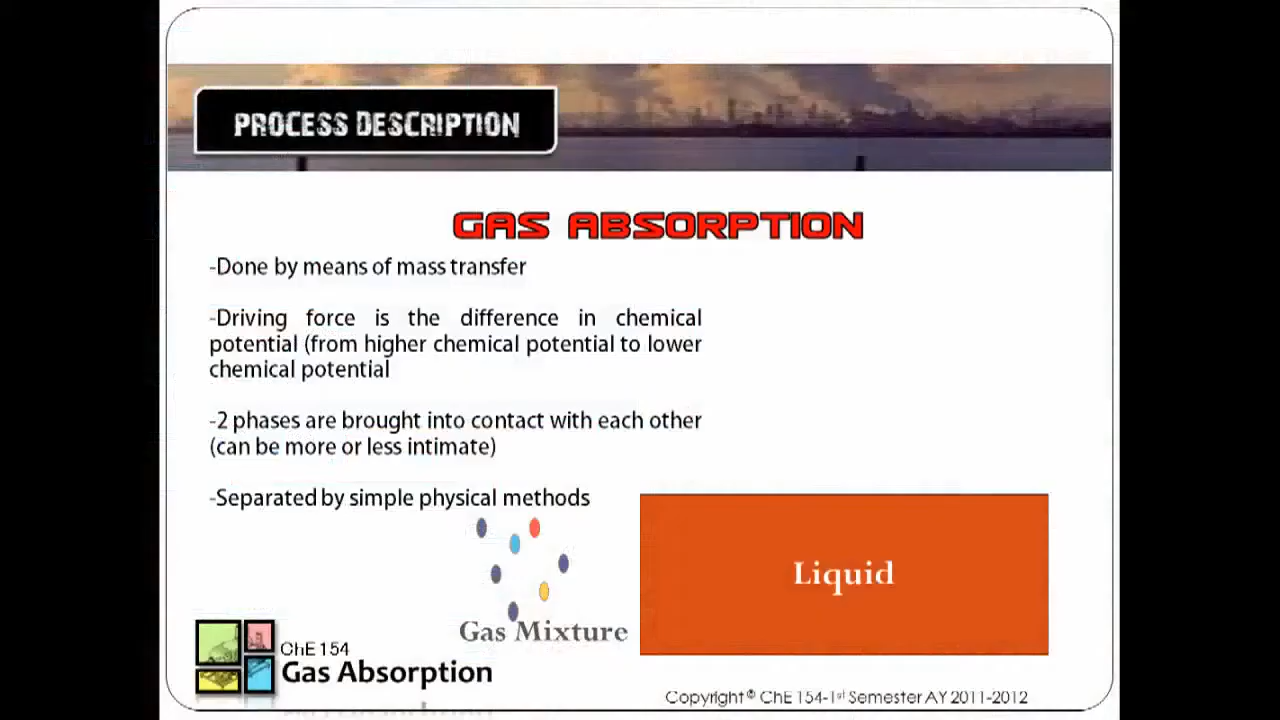 PROCESS DESCRIPTION
GAS ABSORPTION
-Done by means of mass transfer
-Driving force is the difference in chemical
potential (from higher chemical potential to lower
chemical potential
-2 phases are brought into contact with each other
(can be more or less intimate)
-Separated by simple physical methods
Liquid
Gas Mixture
ChE 154
Gas Absorption
Copyright © ChE 154-1st Semester AY 2011-2012